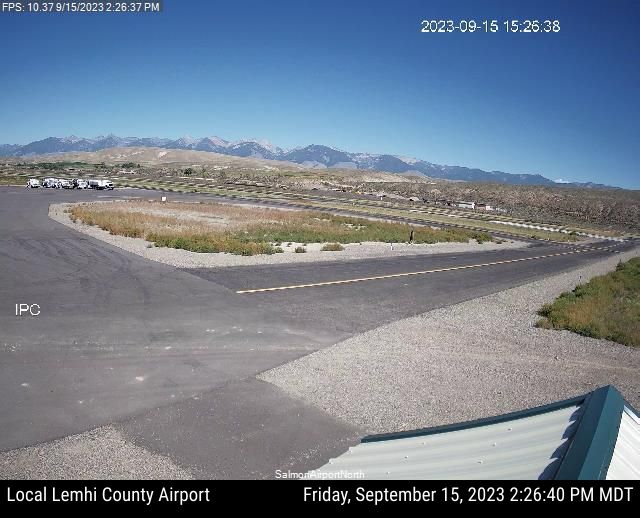 FPS: 10.37 9/15/2023 2:26:37 PM
2023-09-15 15:26:38
IPC
SalmonAirportNorth
Local Lemhi County Airport Friday, September 15, 2023 2:26:40 PM MDT